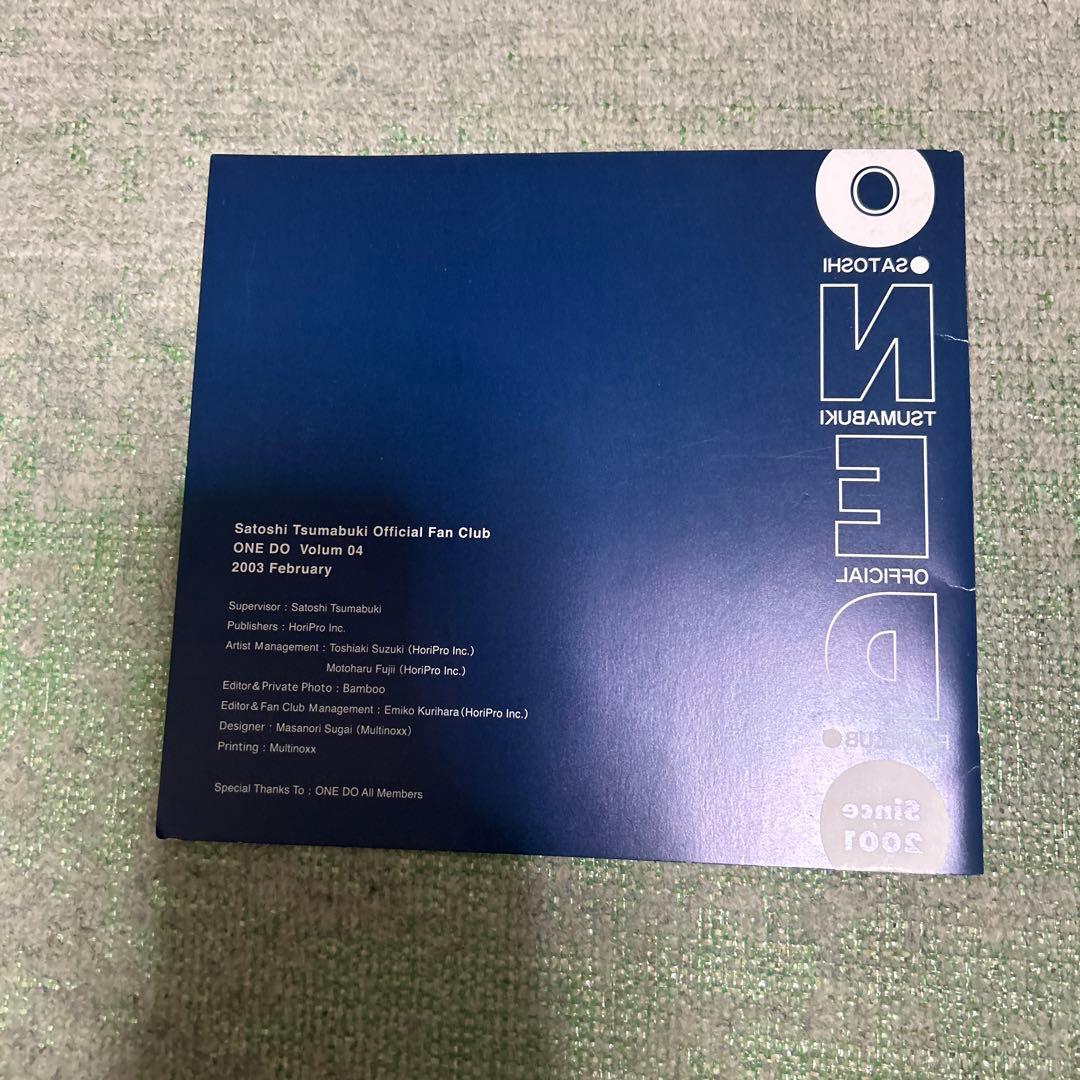 O
SATOSHI
N
TSUMABUKI
E
OFFICIAL
D
Since
2001
Satoshi Tsumabuki Official Fan Club
ONE DO Volum 04
2003 February
Supervisor : Satoshi Tsumabuki
Publishers : HoriPro Inc.
Artist Management : Toshiaki Suzuki (HoriPro Inc.)
Motoharu Fujii (HoriPro Inc.)
Editor & Private Photo : Bamboo
Editor & Fan Club Management : Emiko Kurihara (HoriPro Inc.)
Designer : Masanori Sugai (Multinoxx)
Printing : Multinoxx
Special Thanks To : ONE DO All Members